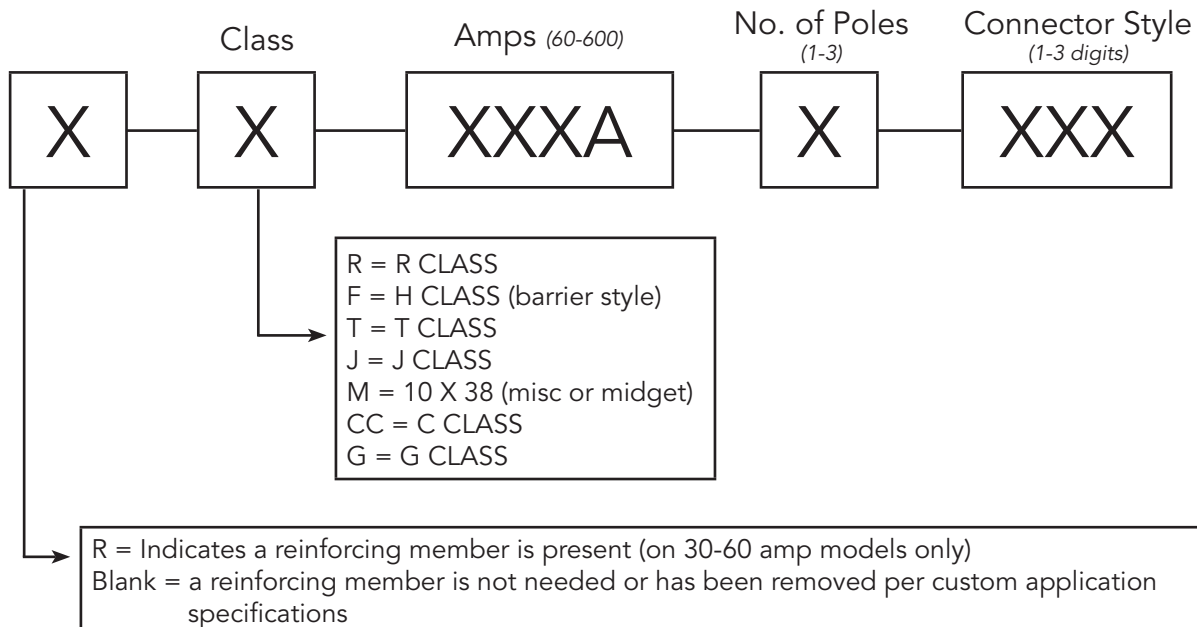 Class
Amps (60-600)
No. of Poles
(1-3)
Connector Style
(1-3 digits)
X
X
XXXA
X
XXX
R = R CLASS
F = H CLASS (barrier style)
T = T CLASS
J = J CLASS
M = 10 X 38 (misc or midget)
CC = C CLASS
G = G CLASS
R = Indicates a reinforcing member is present (on 30-60 amp models only)
Blank = a reinforcing member is not needed or has been removed per custom application
specifications